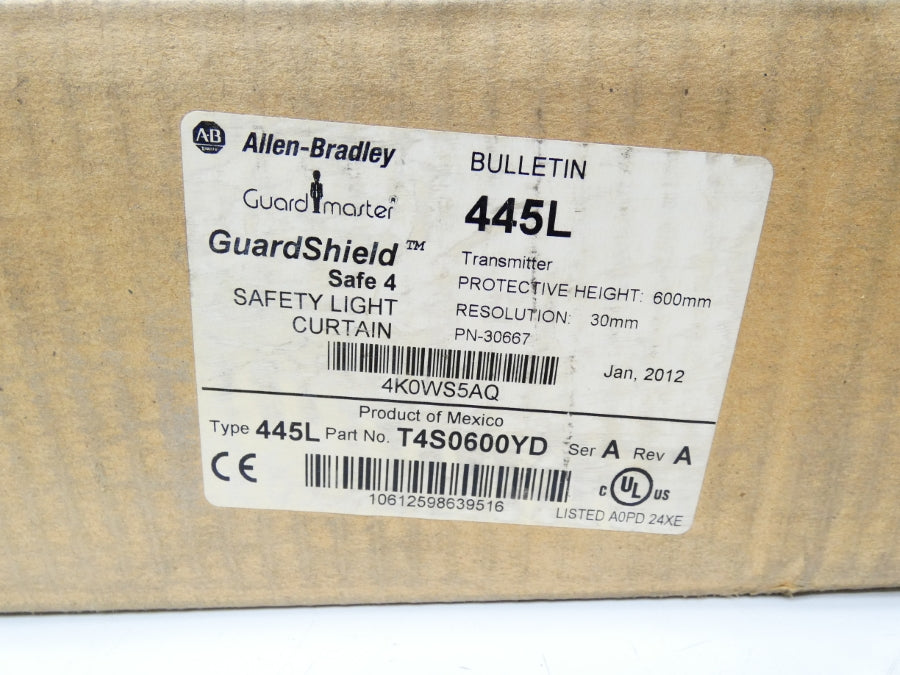 AB
Allen-Bradley
Guardmaster
GuardShield™
Safe 4
SAFETY LIGHT
CURTAIN
BULLETIN
445L
Transmitter
PROTECTIVE HEIGHT: 600mm
RESOLUTION: 30mm
PN-30667
Jan, 2012
4K0WS5AQ
Product of Mexico
Type 445L Part No. T4S0600YD Ser A Rev A
CE
10612598639516
c UL US
LISTED AOPD 24XE